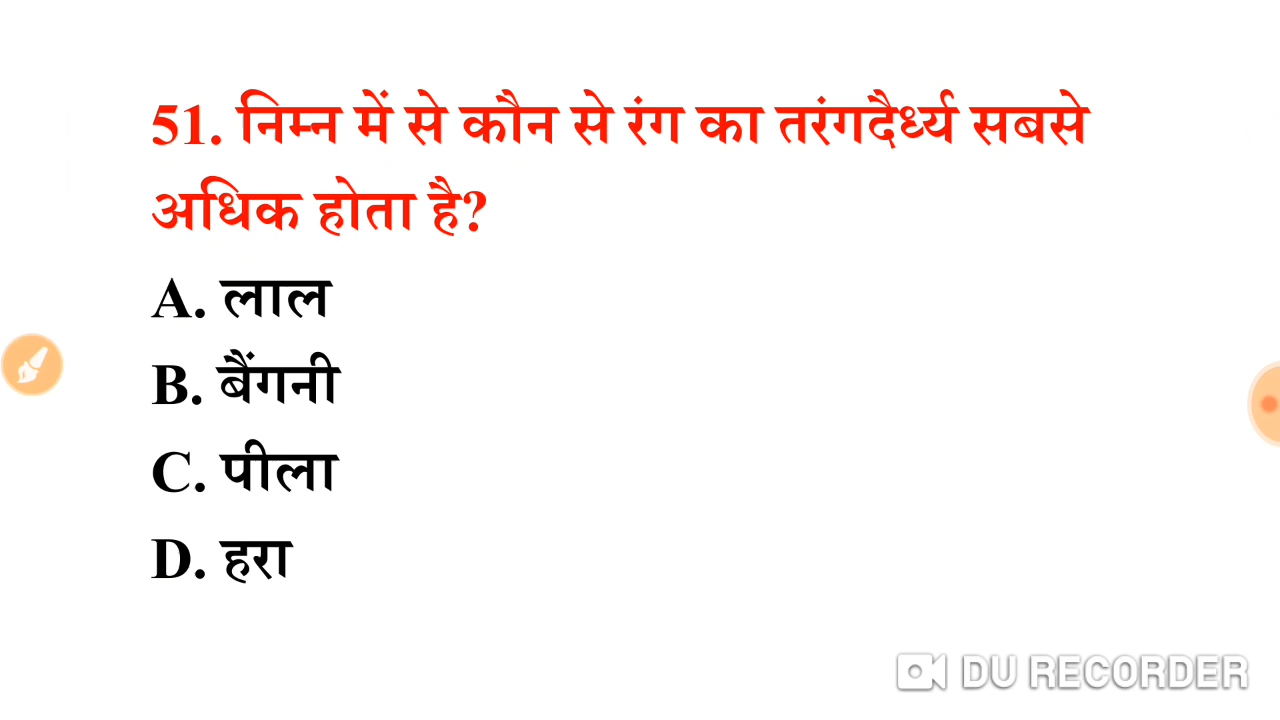 51. निम्न में से कौन से रंग का तरंगदैर्ध्य सबसे
अधिक होता है?
A. लाल
B. बैंगनी
C. पीला
D. हरा
DU RECORDER